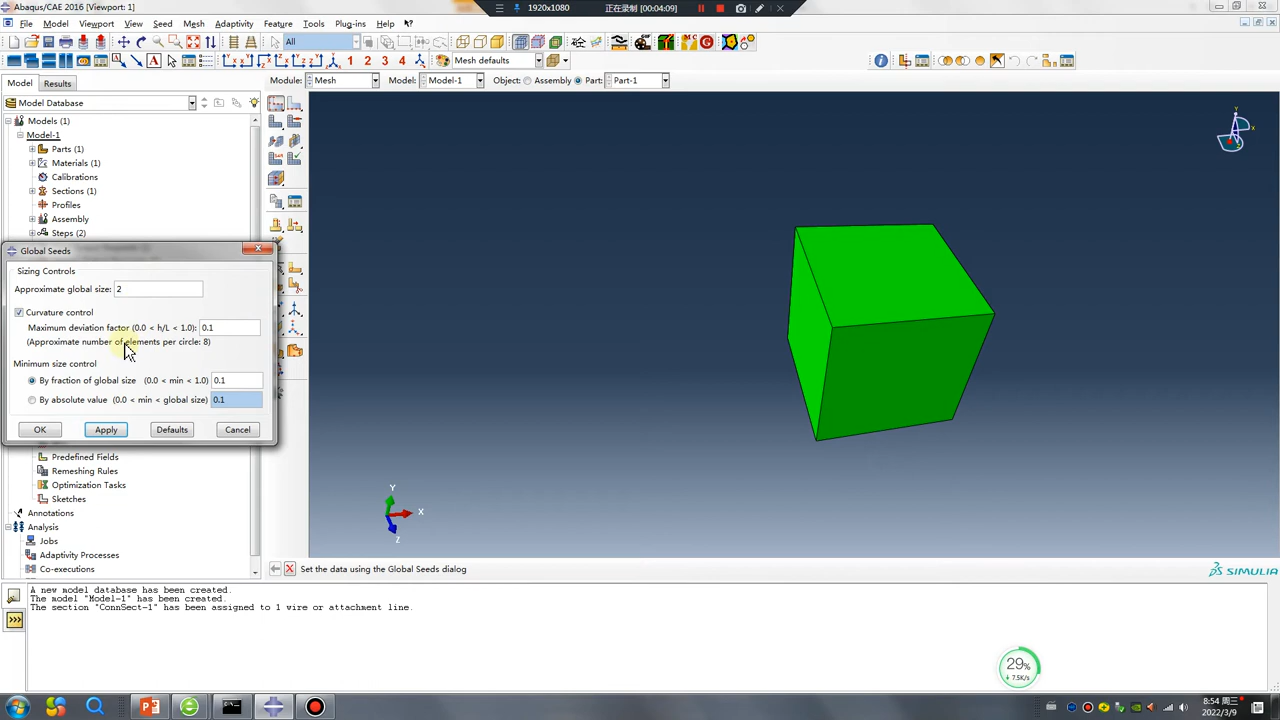 Abaqus/CAE 2016 [Viewport: 1]
1920x1080
正在录制 [00:04:09]
File
Model
Viewport
View
Seed
Mesh
Adaptivity
Feature
Tools
Plug-ins
Help
All
1 2 3 4
Mesh defaults
Model
Results
Module:
Mesh
Model:
Model-1
Object:
Assembly
Part:
Part-1
Model Database
Models (1)
Model-1
Parts (1)
Materials (1)
Calibrations
Sections (1)
Profiles
Assembly
Steps (2)
Global Seeds
Sizing Controls
Approximate global size:
2
Curvature control
Maximum deviation factor (0.0 < h/L < 1.0):
0.1
(Approximate number of elements per circle: 8)
Minimum size control
By fraction of global size (0.0 < min < 1.0)
0.1
By absolute value (0.0 < min < global size)
0.1
OK
Apply
Defaults
Cancel
Predefined Fields
Remeshing Rules
Optimization Tasks
Sketches
Annotations
Analysis
Jobs
Adaptivity Processes
Co-executions
Y
X
Z
Set the data using the Global Seeds dialog
SIMULIA
A new model database has been created.
The model "Model-1" has been created.
The section "ConnSect-1" has been assigned to 1 wire or attachment line.
>>>
29%
↓ 7.5K/s
8:54 周三
2022/3/9